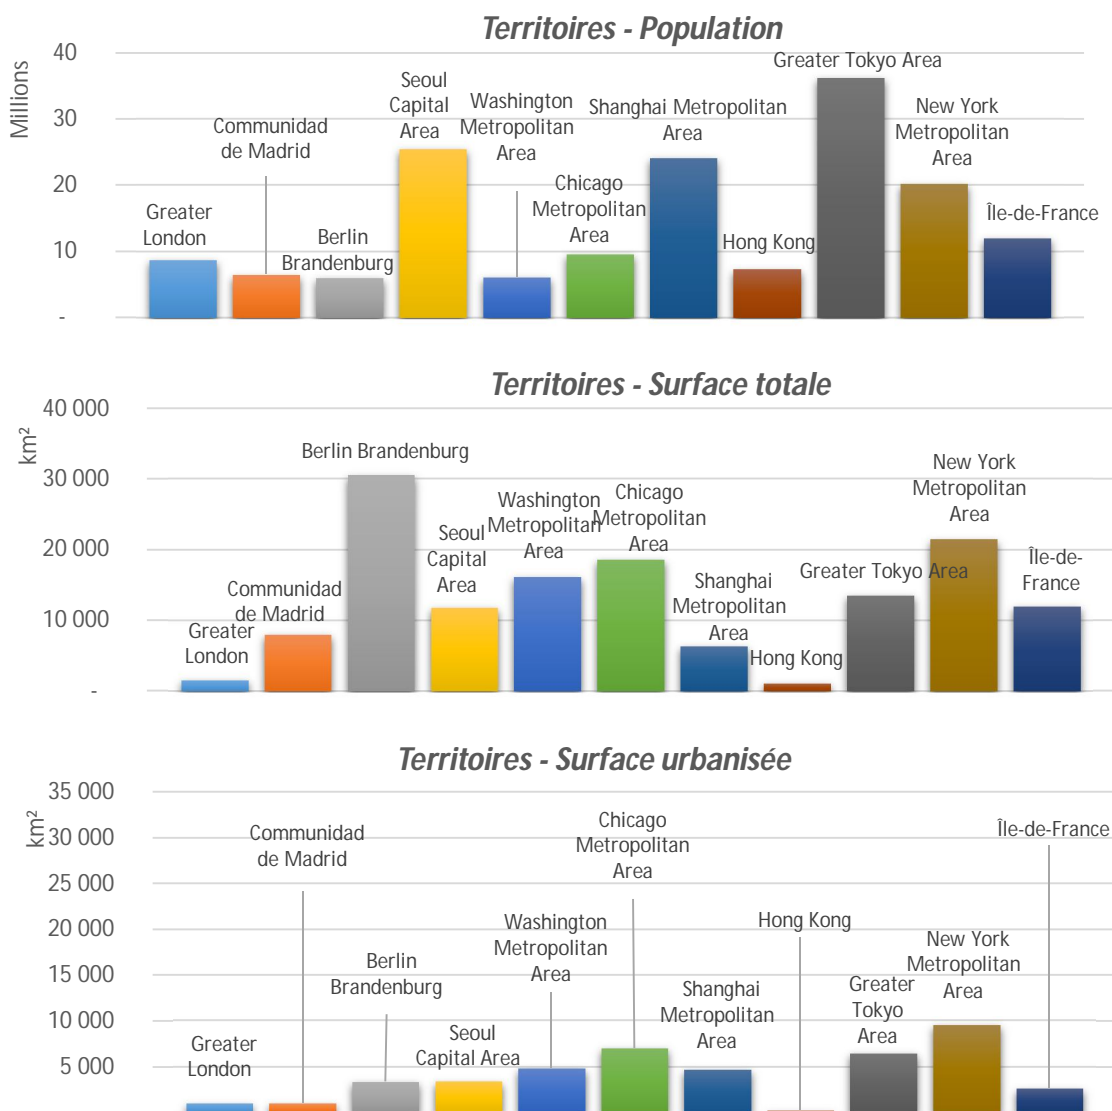 Territoires - Population
Millions
40
30
20
10
-
Greater
London
Communidad
de Madrid
Berlin
Brandenburg
Seoul
Capital
Area
Washington
Metropolitan
Area
Chicago
Metropolitan
Area
Shanghai Metropolitan
Area
Hong Kong
Greater Tokyo Area
New York
Metropolitan
Area
Île-de-France
Territoires - Surface totale
km²
40 000
30 000
20 000
10 000
-
Greater
London
Communidad
de Madrid
Berlin Brandenburg
Seoul
Capital
Area
Washington
Metropolitan
Area
Chicago
Metropolitan
Area
Shanghai
Metropolitan
Area
Hong Kong
Greater Tokyo Area
New York
Metropolitan
Area
Île-de-
France
Territoires - Surface urbanisée
km²
35 000
30 000
25 000
20 000
15 000
10 000
5 000
Greater
London
Communidad
de Madrid
Berlin
Brandenburg
Seoul
Capital Area
Washington
Metropolitan
Area
Chicago
Metropolitan
Area
Shanghai
Metropolitan
Area
Hong Kong
Greater
Tokyo
Area
New York
Metropolitan
Area
Île-de-France